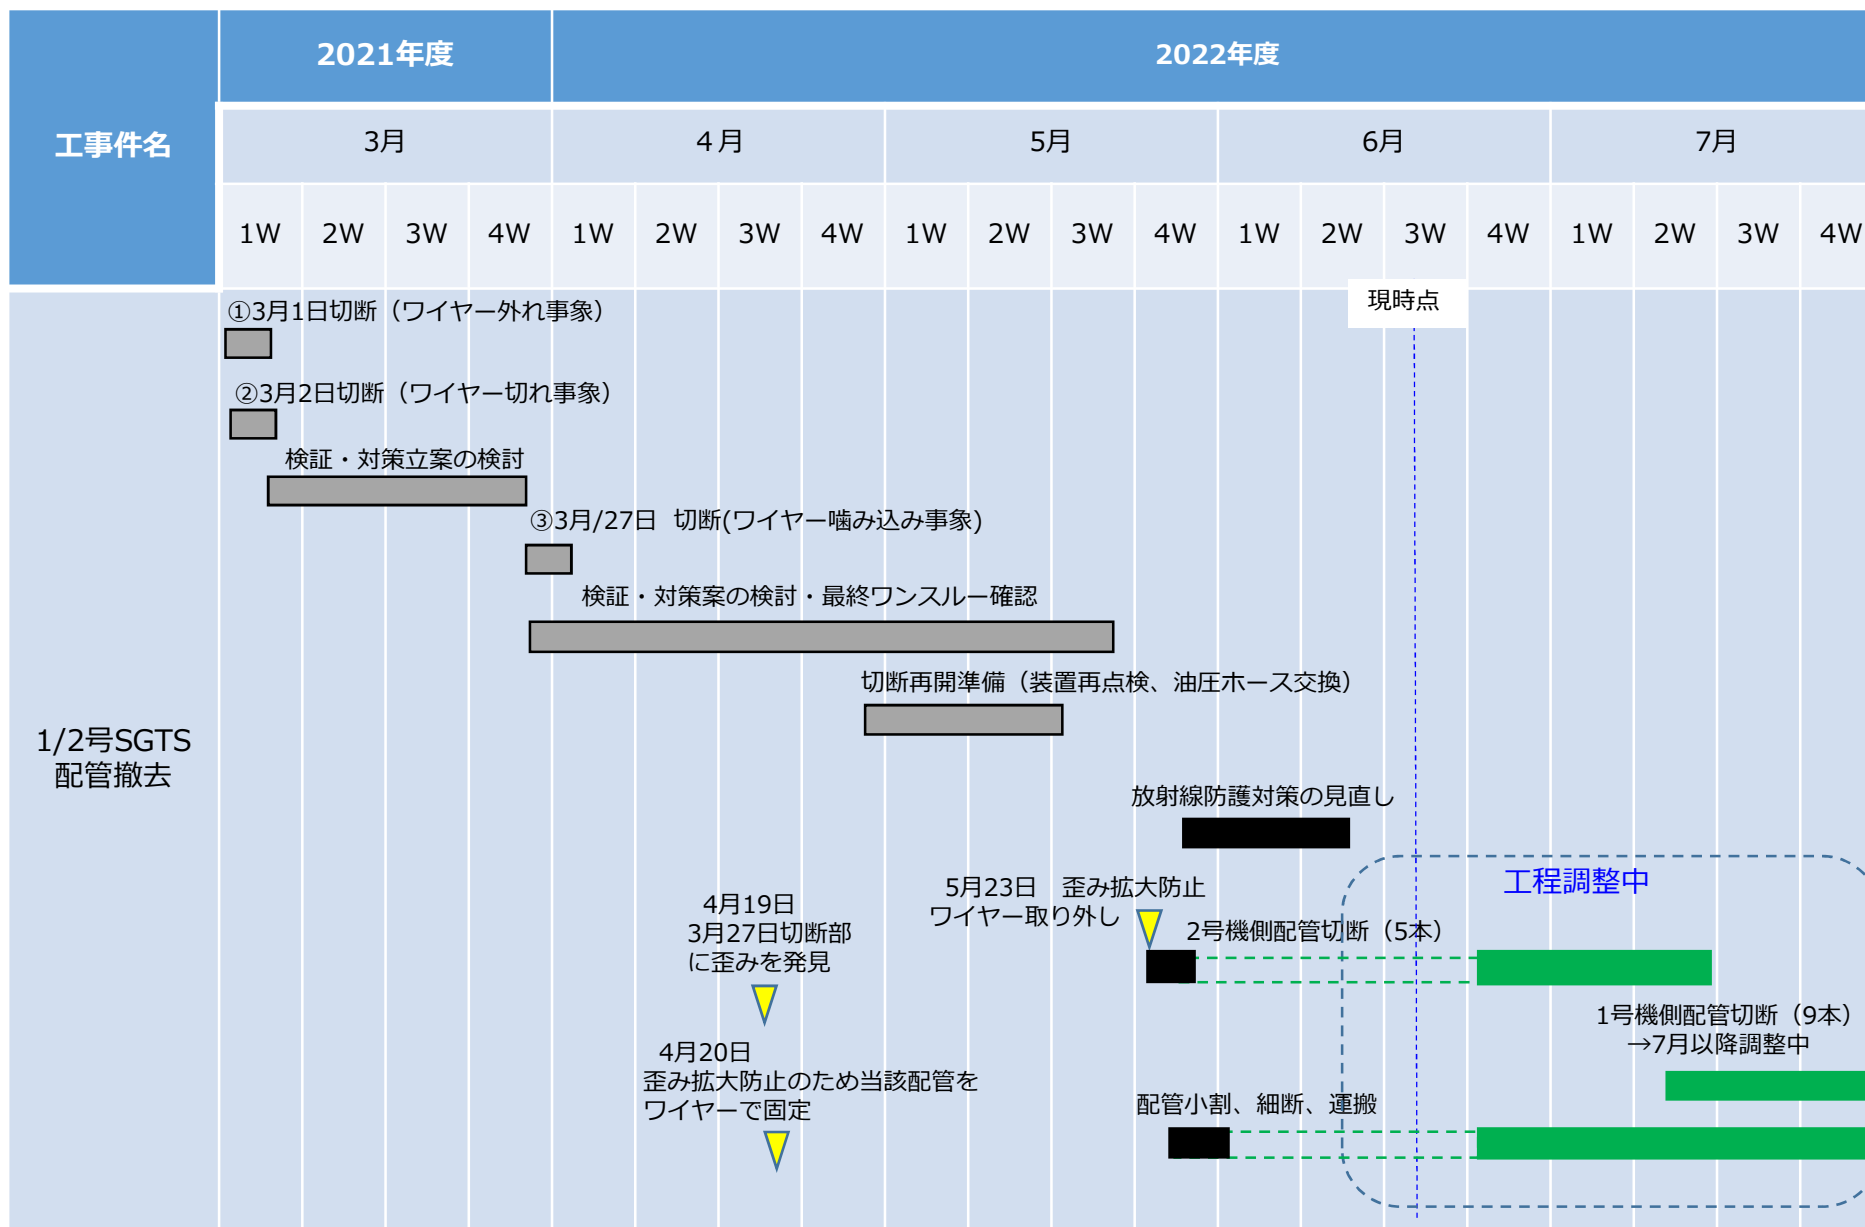 工事件名
2021年度
2022年度
3月
４月
5月
6月
7月
1W 2W 3W 4W 1W 2W 3W 4W 1W 2W 3W 4W 1W 2W 3W 4W 1W 2W 3W 4W
現時点
1/2号SGTS
配管撤去
①3月1日切断（ワイヤー外れ事象）
②3月2日切断（ワイヤー切れ事象）
検証・対策立案の検討
③3月/27日 切断(ワイヤー噛み込み事象)
検証・対策案の検討・最終ワンスルー確認
切断再開準備（装置再点検、油圧ホース交換）
放射線防護対策の見直し
工程調整中
5月23日　歪み拡大防止
ワイヤー取り外し
4月19日
3月27日切断部
に歪みを発見
2号機側配管切断（5本）
1号機側配管切断（9本）
→7月以降調整中
4月20日
歪み拡大防止のため当該配管を
ワイヤーで固定
配管小割、細断、運搬